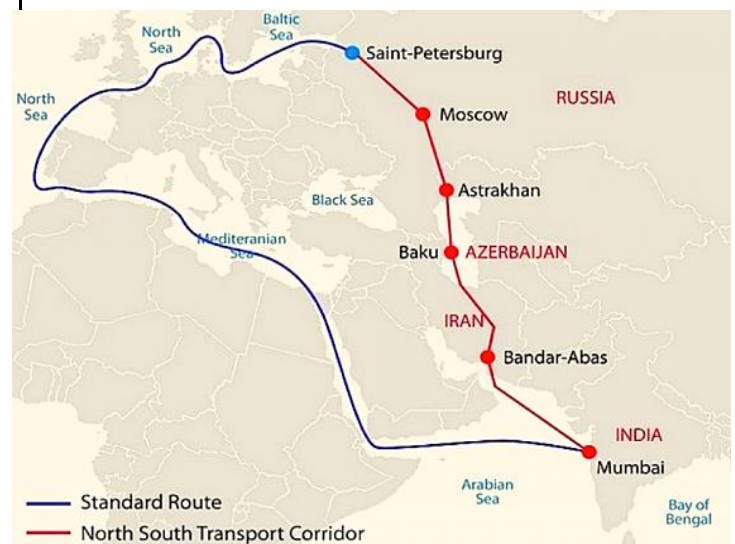 North
Sea
Baltic
Sea
Saint-Petersburg
North
Sea
RUSSIA
Moscow
Astrakhan
Black Sea
Mediteranian
Sea
Baku
AZERBAIJAN
IRAN
Bandar-Abas
INDIA
Mumbai
Arabian
Sea
Bay of
Bengal
Standard Route
North South Transport Corridor